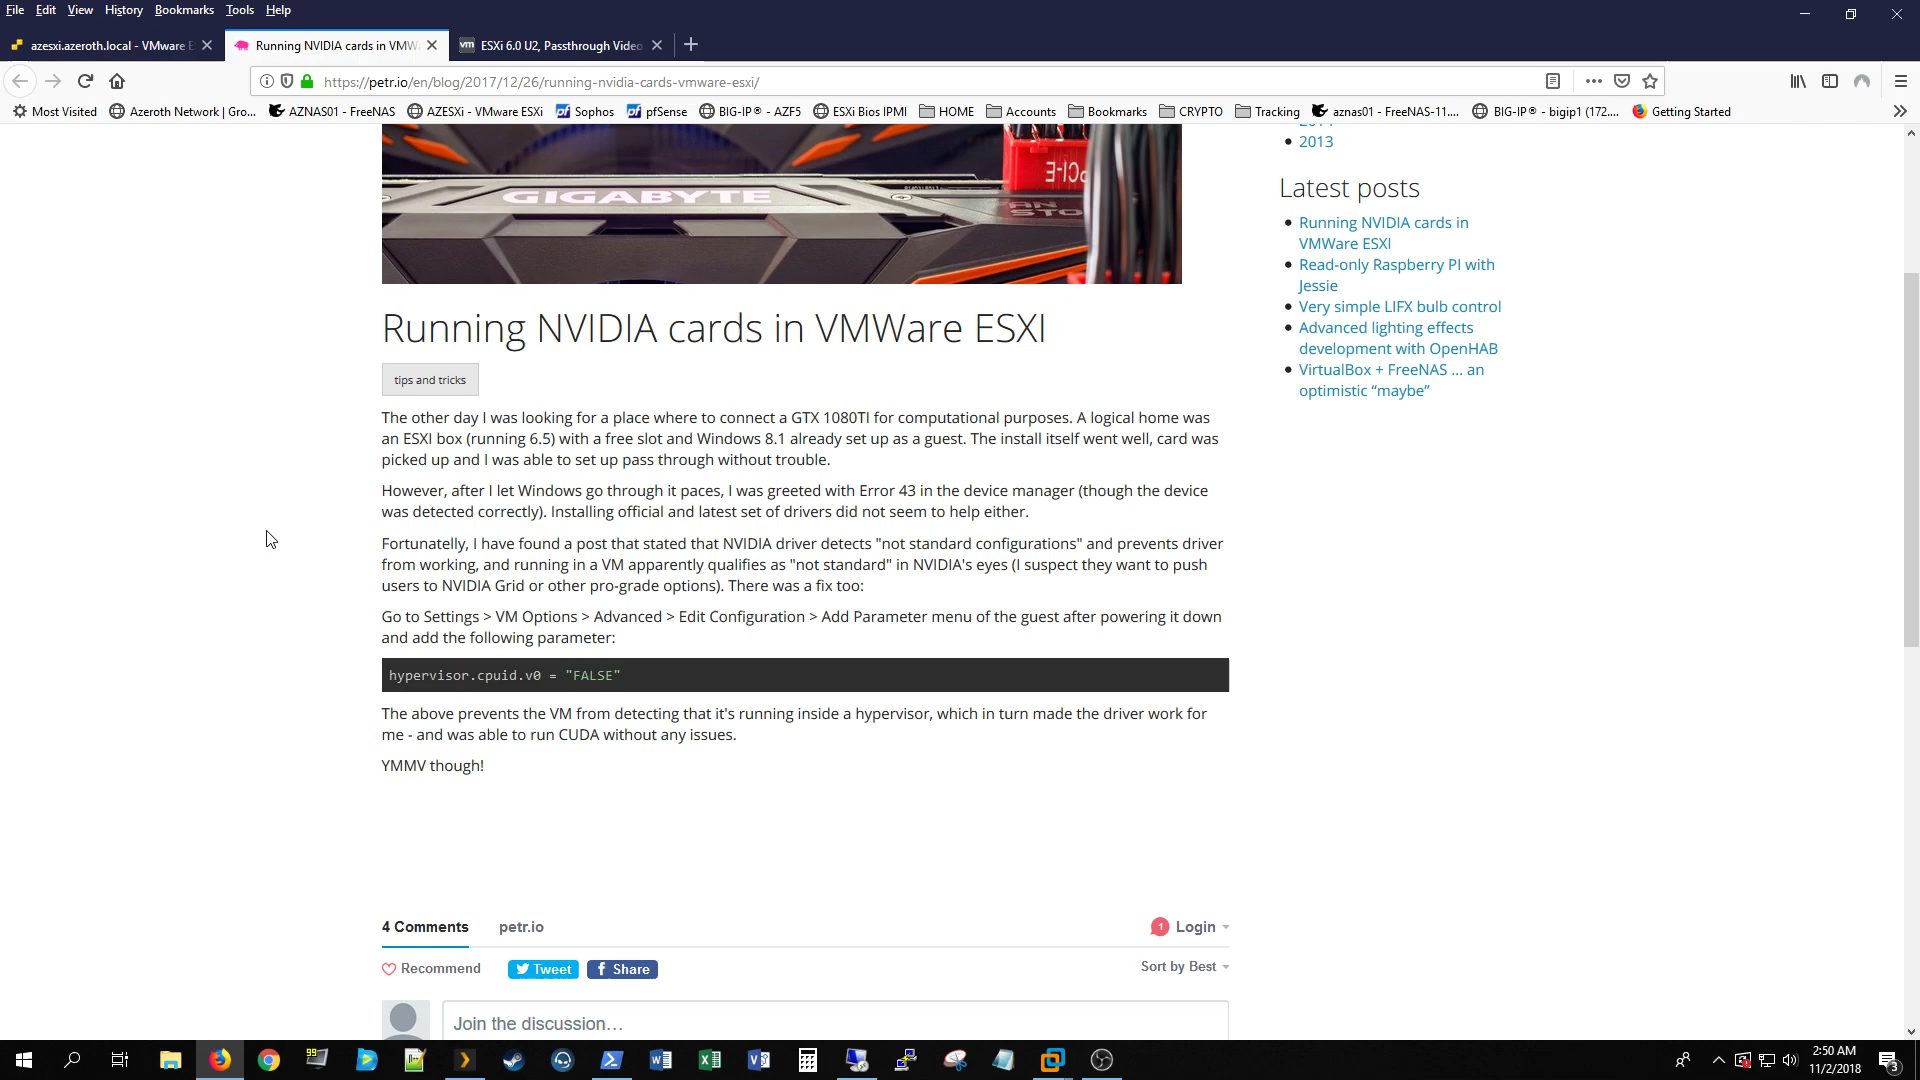 File Edit View History Bookmarks Tools Help
azesxi.azeroth.local - VMware E
Running NVIDIA cards in VMW
vm ESXi 6.0 U2, Passthrough Video
https://petr.io/en/blog/2017/12/26/running-nvidia-cards-vmware-esxi/
Most Visited Azeroth Network | Gro... AZNAS01 - FreeNAS AZESXi - VMware ESXi pf Sophos pf pfSense BIG-IP® - AZF5 ESXi Bios IPMI HOME Accounts Bookmarks CRYPTO Tracking aznas01 - FreeNAS-11.... BIG-IP® - bigip1 (172.... Getting Started
GIGABYTE
PCI-E
FAN
STOP
2013
Latest posts
Running NVIDIA cards in
VMWare ESXI
Read-only Raspberry PI with
Jessie
Very simple LIFX bulb control
Advanced lighting effects
development with OpenHAB
VirtualBox + FreeNAS ... an
optimistic “maybe”
Running NVIDIA cards in VMWare ESXI
tips and tricks
The other day I was looking for a place where to connect a GTX 1080TI for computational purposes. A logical home was
an ESXI box (running 6.5) with a free slot and Windows 8.1 already set up as a guest. The install itself went well, card was
picked up and I was able to set up pass through without trouble.
However, after I let Windows go through it paces, I was greeted with Error 43 in the device manager (though the device
was detected correctly). Installing official and latest set of drivers did not seem to help either.
Fortunatelly, I have found a post that stated that NVIDIA driver detects "not standard configurations" and prevents driver
from working, and running in a VM apparently qualifies as "not standard" in NVIDIA's eyes (I suspect they want to push
users to NVIDIA Grid or other pro-grade options). There was a fix too:
Go to Settings > VM Options > Advanced > Edit Configuration > Add Parameter menu of the guest after powering it down
and add the following parameter:
hypervisor.cpuid.v0 = "FALSE"
The above prevents the VM from detecting that it's running inside a hypervisor, which in turn made the driver work for
me - and was able to run CUDA without any issues.
YMMV though!
4 Comments petr.io 1 Login
Recommend Tweet f Share Sort by Best
Join the discussion…
99
2:50 AM
11/2/2018
3